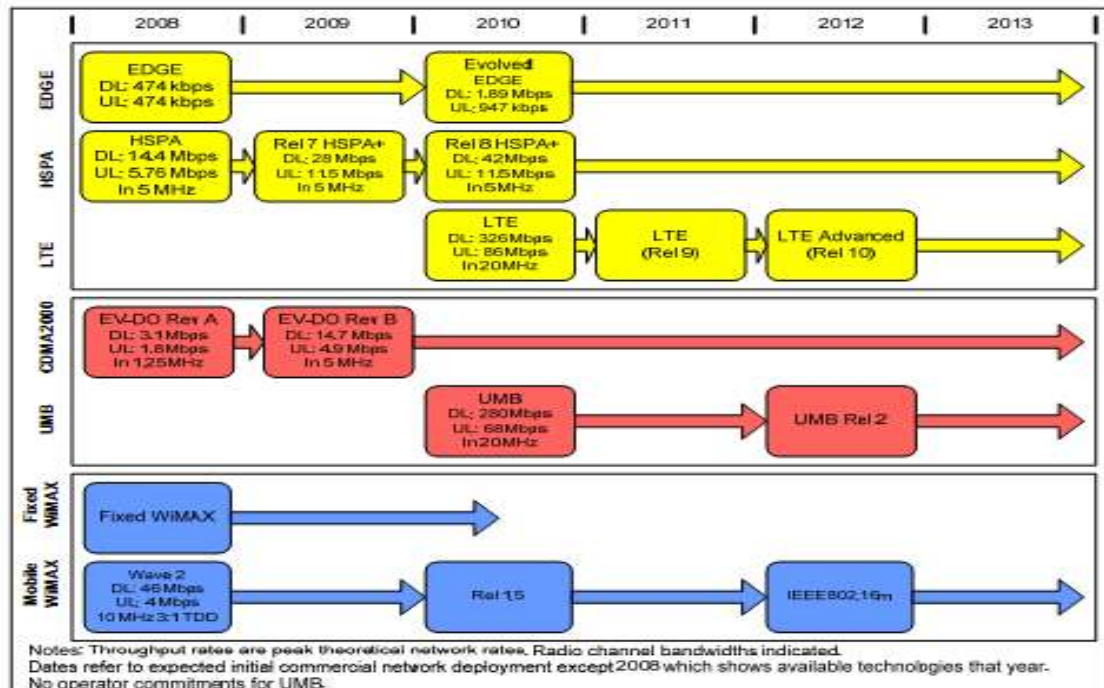 2008 2009 2010 2011 2012 2013
EDGE
EDGE
DL: 474 kbps
UL: 474 kbps
Evolved
EDGE
DL: 1.89 Mbps
UL: 947 kbps
HSPA
HSPA
DL: 14.4 Mbps
UL: 5.76 Mbps
In 5 MHz
Rel 7 HSPA+
DL: 28 Mbps
UL: 11.5 Mbps
In 5 MHz
Rel 8 HSPA+
DL: 42 Mbps
UL: 11.5 Mbps
In 5 MHz
LTE
LTE
DL: 326 Mbps
UL: 86 Mbps
In 20 MHz
LTE
(Rel 9)
LTE Advanced
(Rel 10)
CDMA2000
EV-DO Rev A
DL: 3.1 Mbps
UL: 1.8 Mbps
In 1.25 MHz
EV-DO Rev B
DL: 14.7 Mbps
UL: 4.9 Mbps
In 5 MHz
UMB
UMB
DL: 280 Mbps
UL: 68 Mbps
In 20 MHz
UMB Rel 2
Fixed
WiMAX
Fixed WiMAX
Mobile
WiMAX
Wave 2
DL: 46 Mbps
UL: 4 Mbps
10 MHz 3:1 TDD
Rel 1.5
IEEE 802.16m
Notes: Throughput rates are peak theoretical network rates. Radio channel bandwidths indicated.
Dates refer to expected initial commercial network deployment except 2008 which shows available technologies that year.
No operator commitments for UMB.